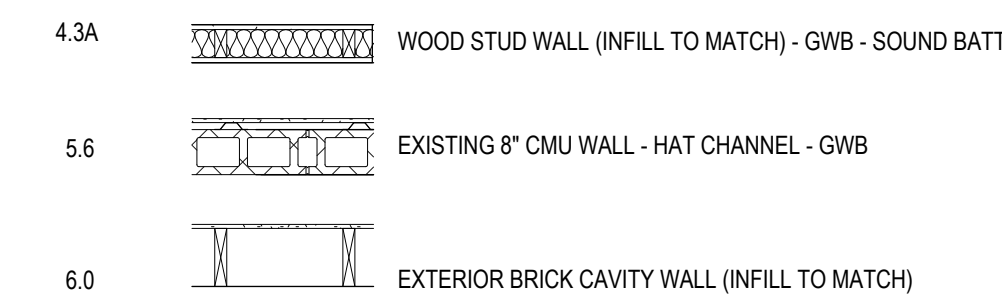 4.3A WOOD STUD WALL (INFILL TO MATCH) - GWB - SOUND BATT
5.6 EXISTING 8" CMU WALL - HAT CHANNEL - GWB
6.0 EXTERIOR BRICK CAVITY WALL (INFILL TO MATCH)